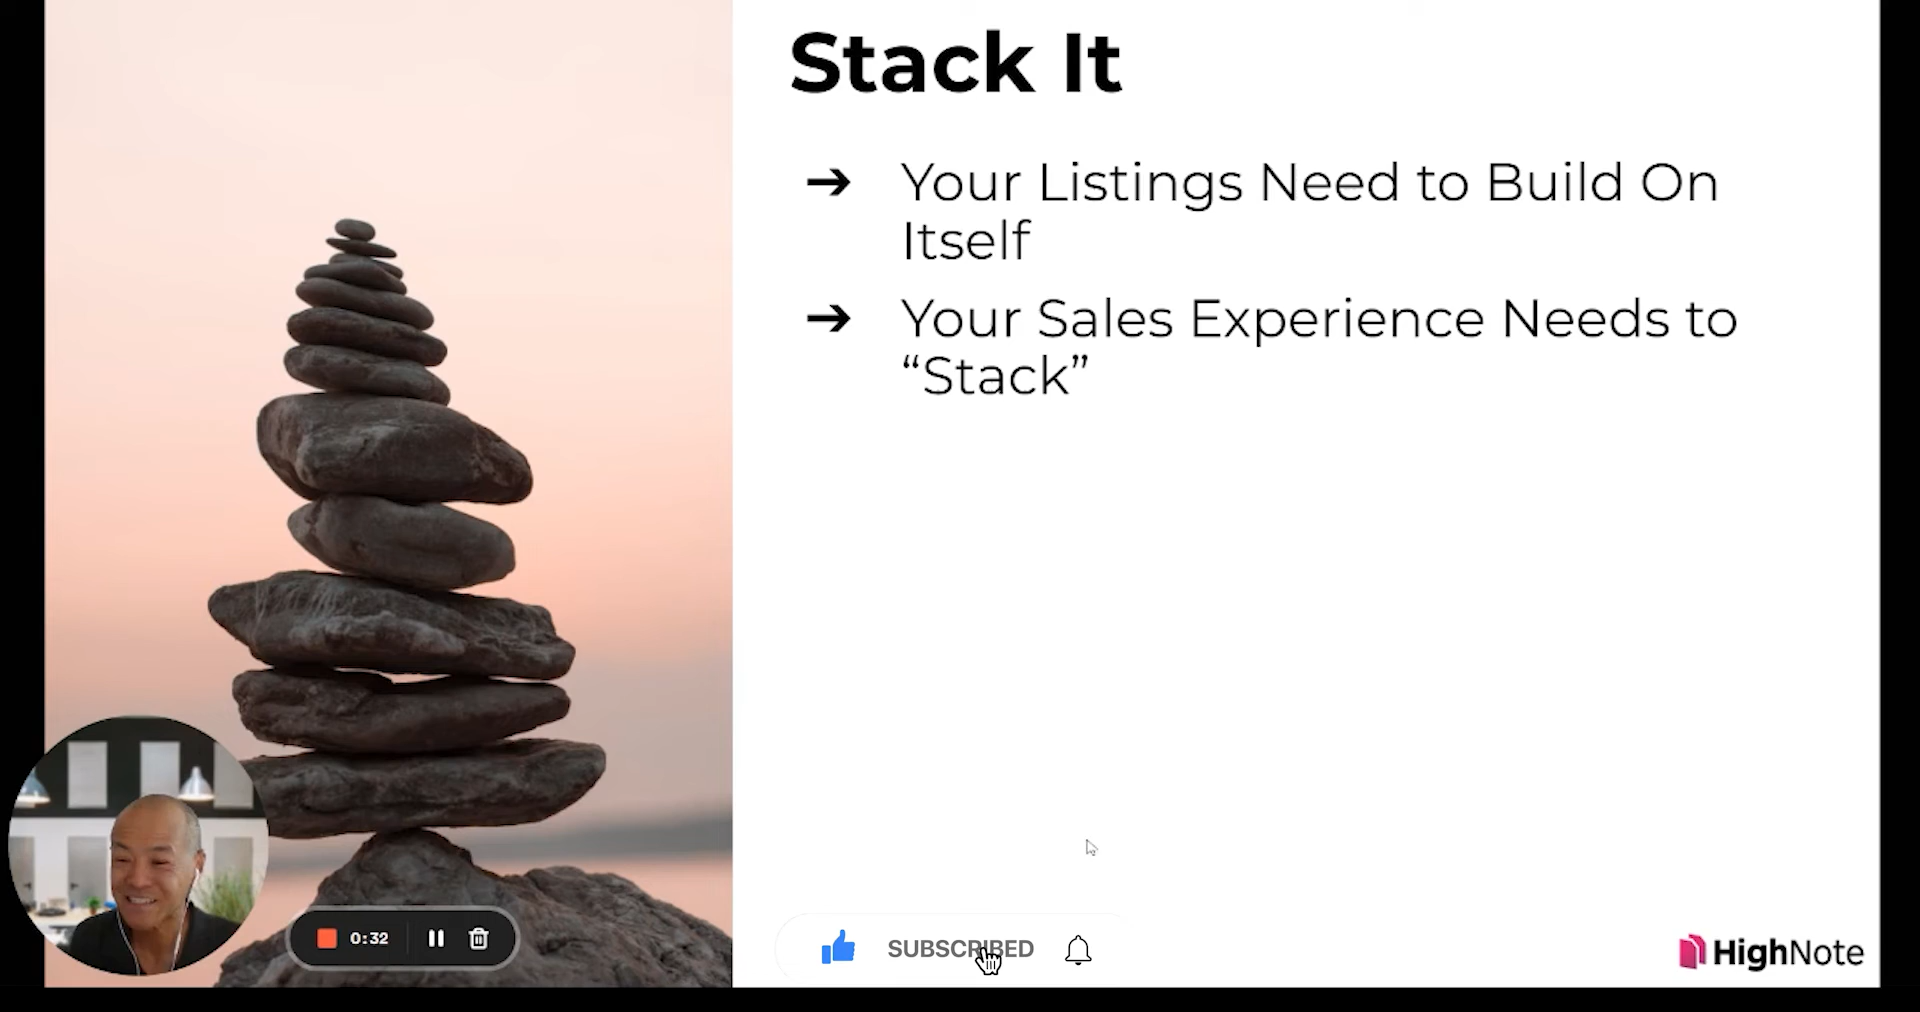 Stack It
➔ Your Listings Need to Build On
Itself
➔ Your Sales Experience Needs to
“Stack”
0:32
SUBSCRIBED
HighNote